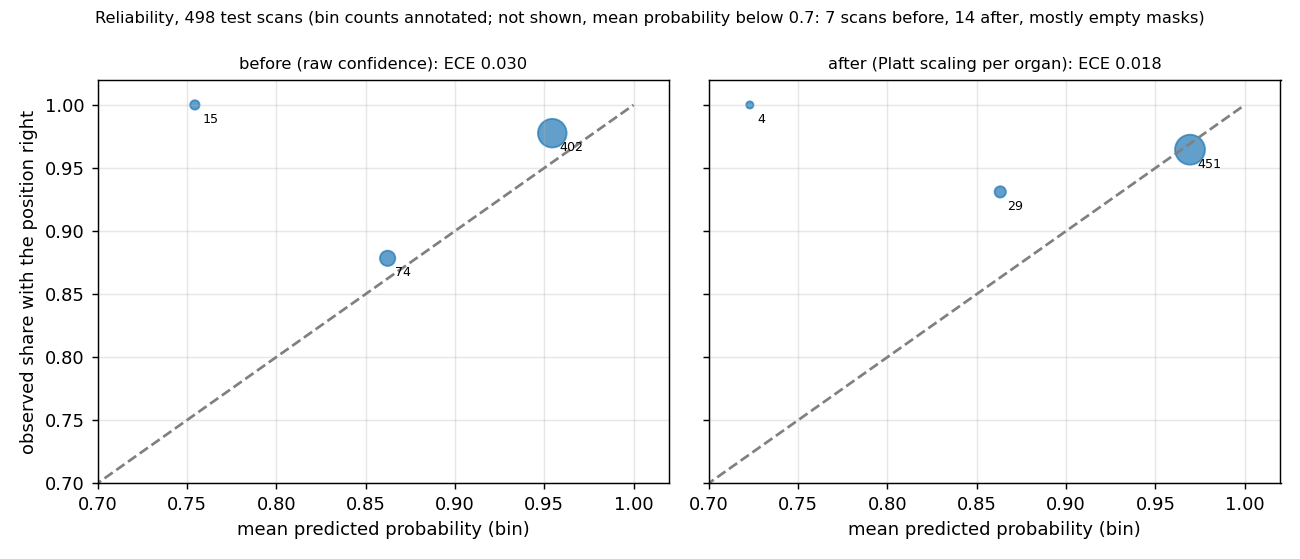 Reliability, 498 test scans (bin counts annotated; not shown, mean probability below 0.7: 7 scans before, 14 after, mostly empty masks)
before (raw confidence): ECE 0.030
after (Platt scaling per organ): ECE 0.018
observed share with the position right
1.00
0.95
0.90
0.85
0.80
0.75
0.70
15
402
74
4
451
29
0.70 0.75 0.80 0.85 0.90 0.95 1.00
0.70 0.75 0.80 0.85 0.90 0.95 1.00
mean predicted probability (bin)
mean predicted probability (bin)